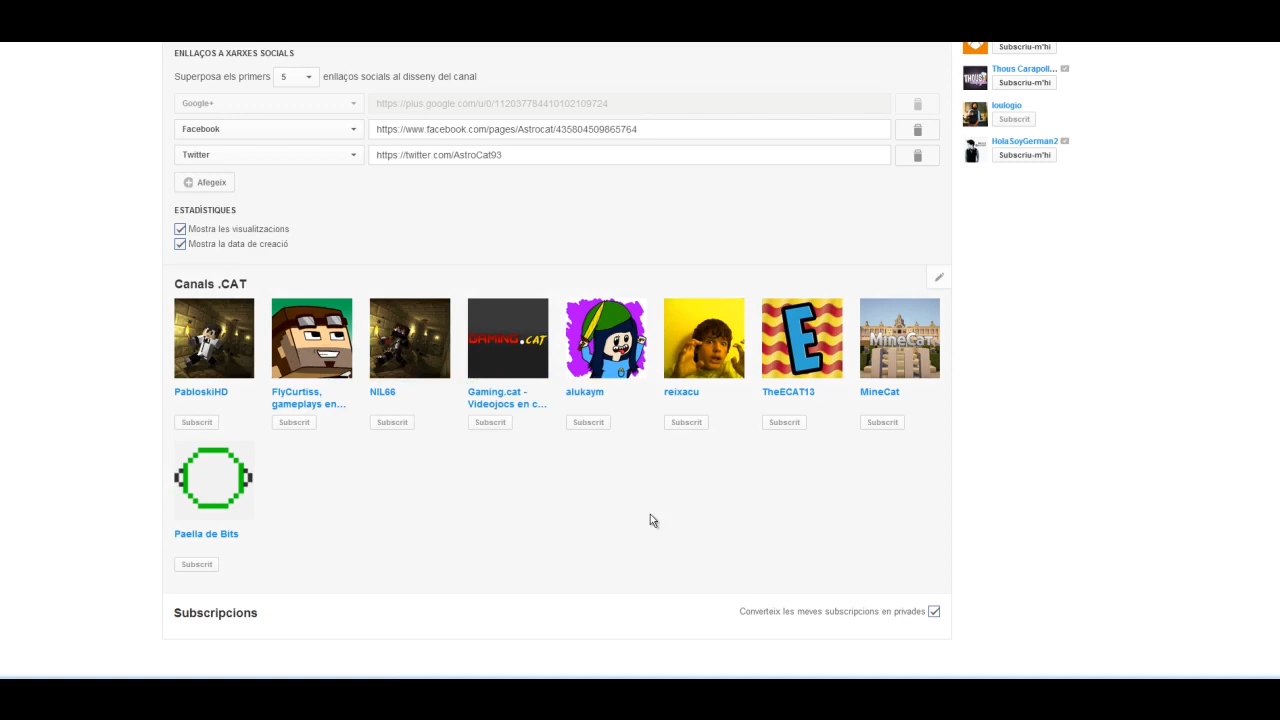 ENLLAÇOS A XARXES SOCIALS
Superposa els primers 5 enllaços socials al disseny del canal
Google+ https://plus.google.com/u/0/112037784410102109724
Facebook https://www.facebook.com/pages/Astrocat/435804509865764
Twitter https://twitter.com/AstroCat93
Afegeix
ESTADÍSTIQUES
Mostra les visualitzacions
Mostra la data de creació
Canals .CAT
GAMING.CAT
E
MineCat
PabloskiHD
FlyCurtiss,
gameplays en...
NIL66
Gaming.cat -
Videojocs en c...
alukaym
reixacu
TheECAT13
MineCat
Subscrit
Subscrit
Subscrit
Subscrit
Subscrit
Subscrit
Subscrit
Subscrit
Paella de Bits
Subscrit
Subscripcions
Converteix les meves subscripcions en privades
Subscriu-m'hi
Thous Carapoll...
Subscriu-m'hi
loulogio
Subscrit
HolaSoyGerman2
Subscriu-m'hi